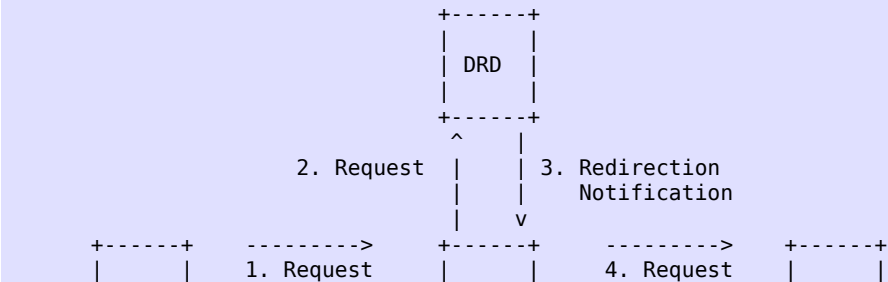 +------+
|      |
| DRD  |
|      |
+------+
^    |
2. Request  |    | 3. Redirection
|    |    Notification
|    v
+------+    --------->     +------+     --------->    +------+
|      |    1. Request     |      |     4. Request    |      |